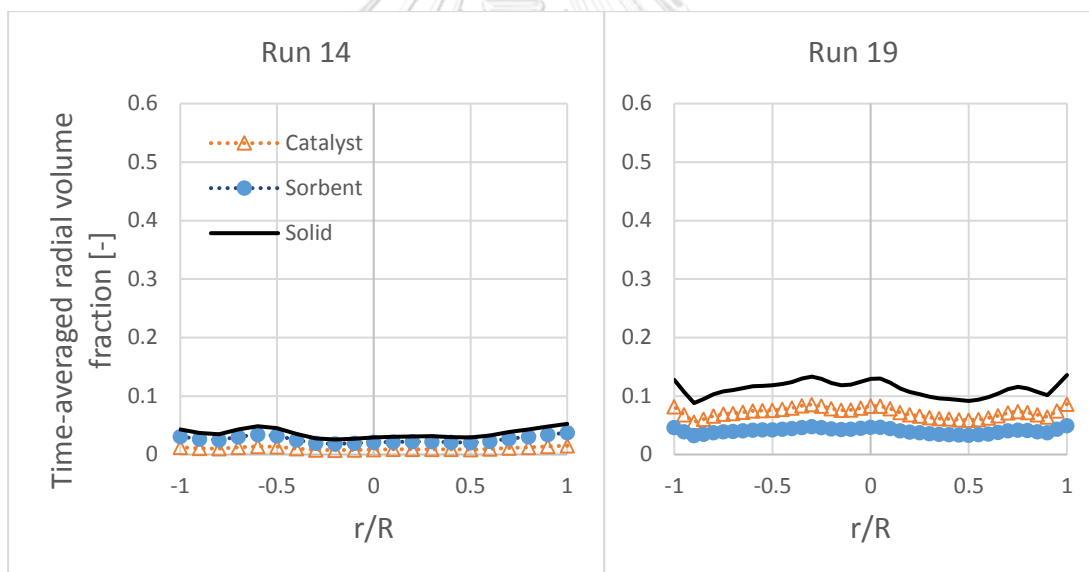 Run 14
Time-averaged radial volume
fraction [-]
0.6
0.5
0.4
0.3
0.2
0.1
0
Catalyst
Sorbent
Solid
-1
-0.5
0
0.5
1
r/R
Run 19
0.6
0.5
0.4
0.3
0.2
0.1
0
-1
-0.5
0
0.5
1
r/R